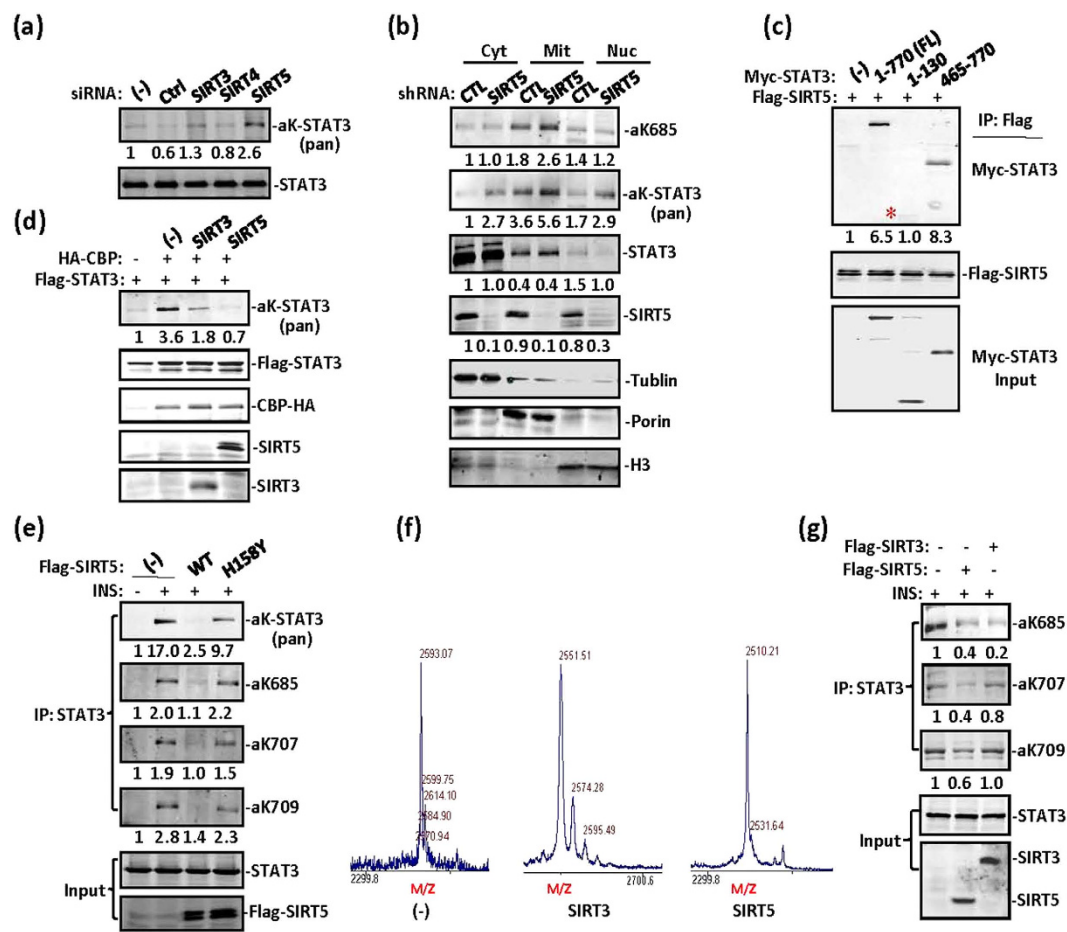 (a)
siRNA: (-) Ctrl SIRT3 SIRT4 SIRT5
-aK-STAT3
(pan)
1 0.6 1.3 0.8 2.6
-STAT3
(b)
Cyt Mit Nuc
shRNA: CTL SIRT5 CTL SIRT5 CTL SIRT5
-aK685
1 1.0 1.8 2.6 1.4 1.2
-aK-STAT3
(pan)
1 2.7 3.6 5.6 1.7 2.9
-STAT3
1 1.0 0.4 0.4 1.5 1.0
-SIRT5
1 0.1 0.9 0.1 0.8 0.3
-Tublin
-Porin
-H3
(c)
Myc-STAT3: (-) 1-770 (FL) 1-130 465-770
Flag-SIRT5: + + + +
IP: Flag
Myc-STAT3
*
1 6.5 1.0 8.3
-Flag-SIRT5
Myc-STAT3
Input
(d)
(-) SIRT3 SIRT5
HA-CBP: - + + +
Flag-STAT3: + + + +
-aK-STAT3
(pan)
1 3.6 1.8 0.7
-Flag-STAT3
-CBP-HA
-SIRT5
-SIRT3
(e)
Flag-SIRT5: (-) WT H158Y
INS: - + + +
-aK-STAT3
(pan)
1 17.0 2.5 9.7
-aK685
IP: STAT3
1 2.0 1.1 2.2
-aK707
1 1.9 1.0 1.5
-aK709
1 2.8 1.4 2.3
Input
-STAT3
-Flag-SIRT5
(f)
2593.07
2599.75
2614.10
2584.90
2570.94
2299.8
M/Z
(-)
2551.51
2574.28
2595.49
2700.6
M/Z
SIRT3
2510.21
2531.64
2299.8
M/Z
SIRT5
(g)
Flag-SIRT3: - - +
Flag-SIRT5: - + -
INS: + + +
-aK685
1 0.4 0.2
IP: STAT3
-aK707
1 0.4 0.8
-aK709
1 0.6 1.0
-STAT3
Input
-SIRT3
-SIRT5